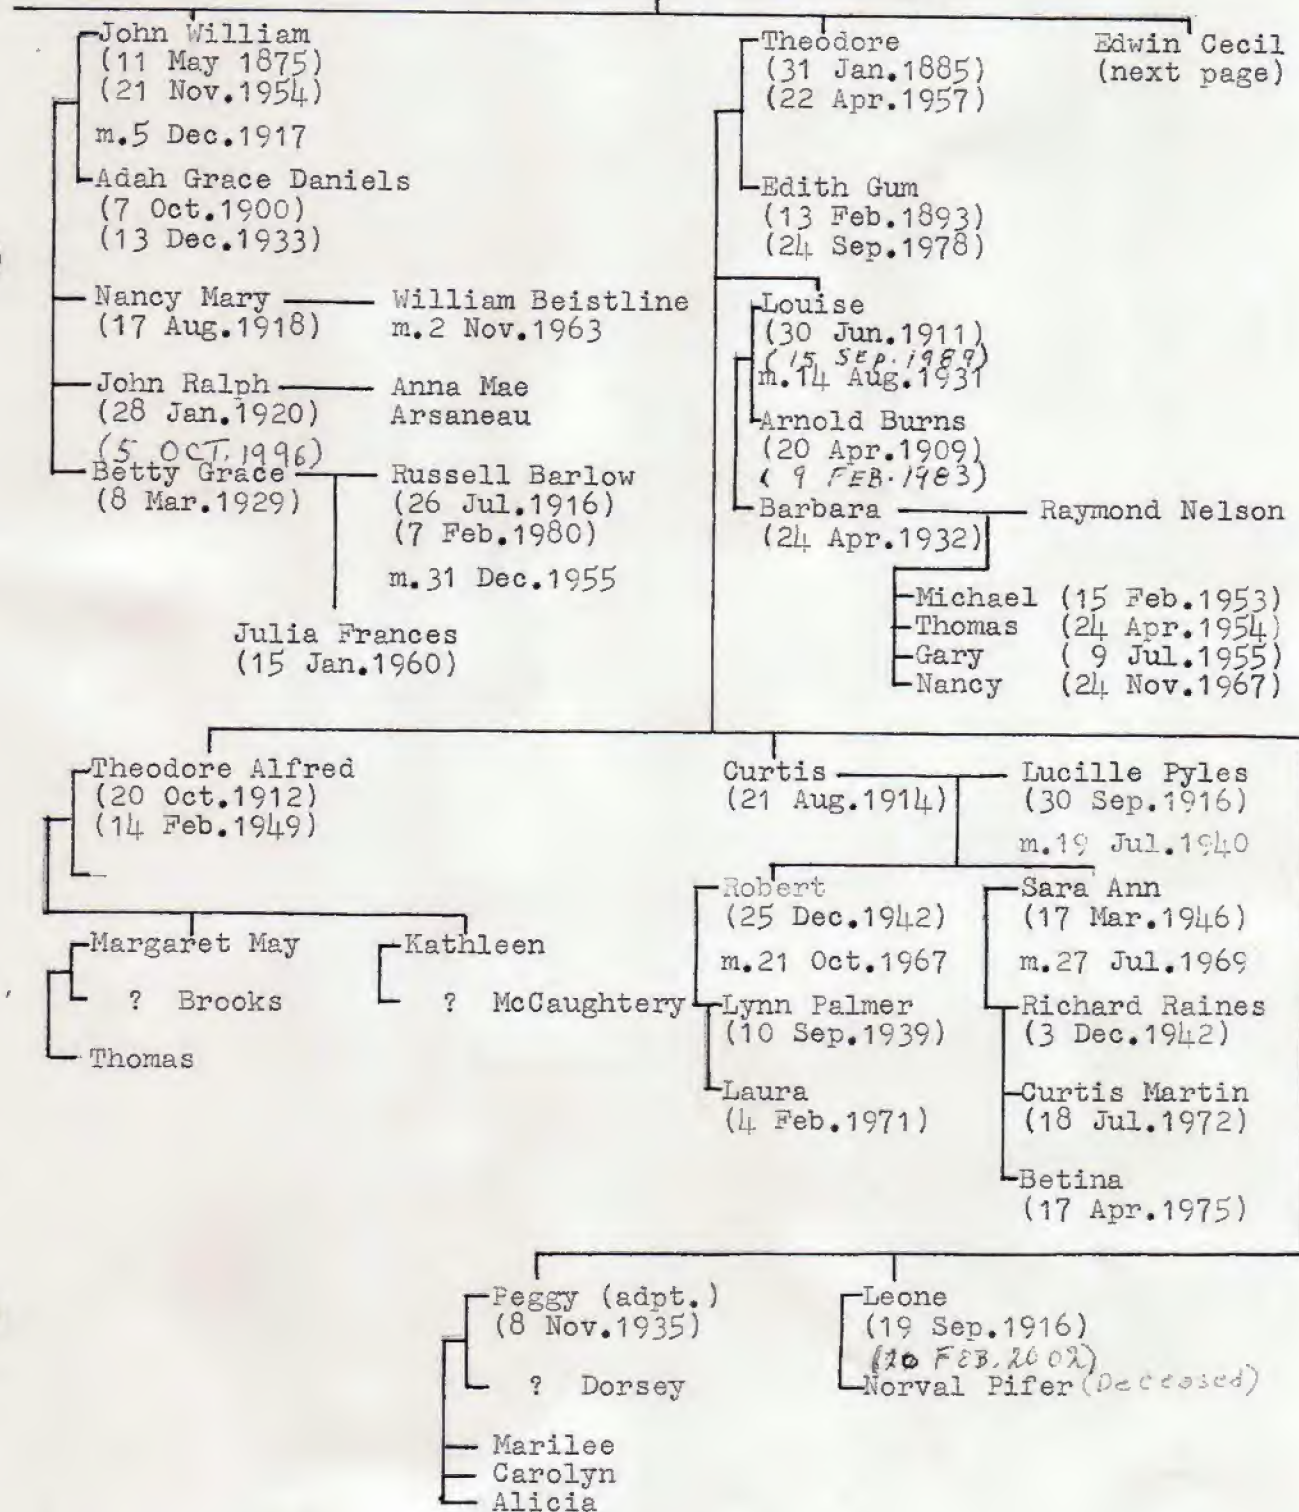 John William
(11 May 1875)
(21 Nov.1954)
m.5 Dec.1917
Adah Grace Daniels
(7 Oct.1900)
(13 Dec.1933)
Nancy Mary
(17 Aug.1918)
William Beistline
m.2 Nov.1963
John Ralph
(28 Jan.1920)
(5 OCT.1996)
Anna Mae
Arsaneau
Betty Grace
(8 Mar.1929)
Russell Barlow
(26 Jul.1916)
(7 Feb.1980)
m.31 Dec.1955
Julia Frances
(15 Jan.1960)
Theodore
(31 Jan.1885)
(22 Apr.1957)
Edith Gum
(13 Feb.1893)
(24 Sep.1978)
Louise
(30 Jun.1911)
(15 SEP.1989)
m.14 Aug.1931
Arnold Burns
(20 Apr.1909)
( 9 FEB.1983)
Barbara
(24 Apr.1932)
Raymond Nelson
Michael (15 Feb.1953)
Thomas (24 Apr.1954)
Gary ( 9 Jul.1955)
Nancy (24 Nov.1967)
Edwin Cecil
(next page)
Theodore Alfred
(20 Oct.1912)
(14 Feb.1949)
Margaret May
? Brooks
Thomas
Kathleen
? McCaughtery
Curtis
(21 Aug.1914)
Lucille Pyles
(30 Sep.1916)
m.19 Jul.1940
Robert
(25 Dec.1942)
m.21 Oct.1967
Lynn Palmer
(10 Sep.1939)
Laura
(4 Feb.1971)
Sara Ann
(17 Mar.1946)
m.27 Jul.1969
Richard Raines
(3 Dec.1942)
Curtis Martin
(18 Jul.1972)
Betina
(17 Apr.1975)
Peggy (adpt.)
(8 Nov.1935)
? Dorsey
Marilee
Carolyn
Alicia
Leone
(19 Sep.1916)
FEB.2002)
Norval Pifer (Deceased)